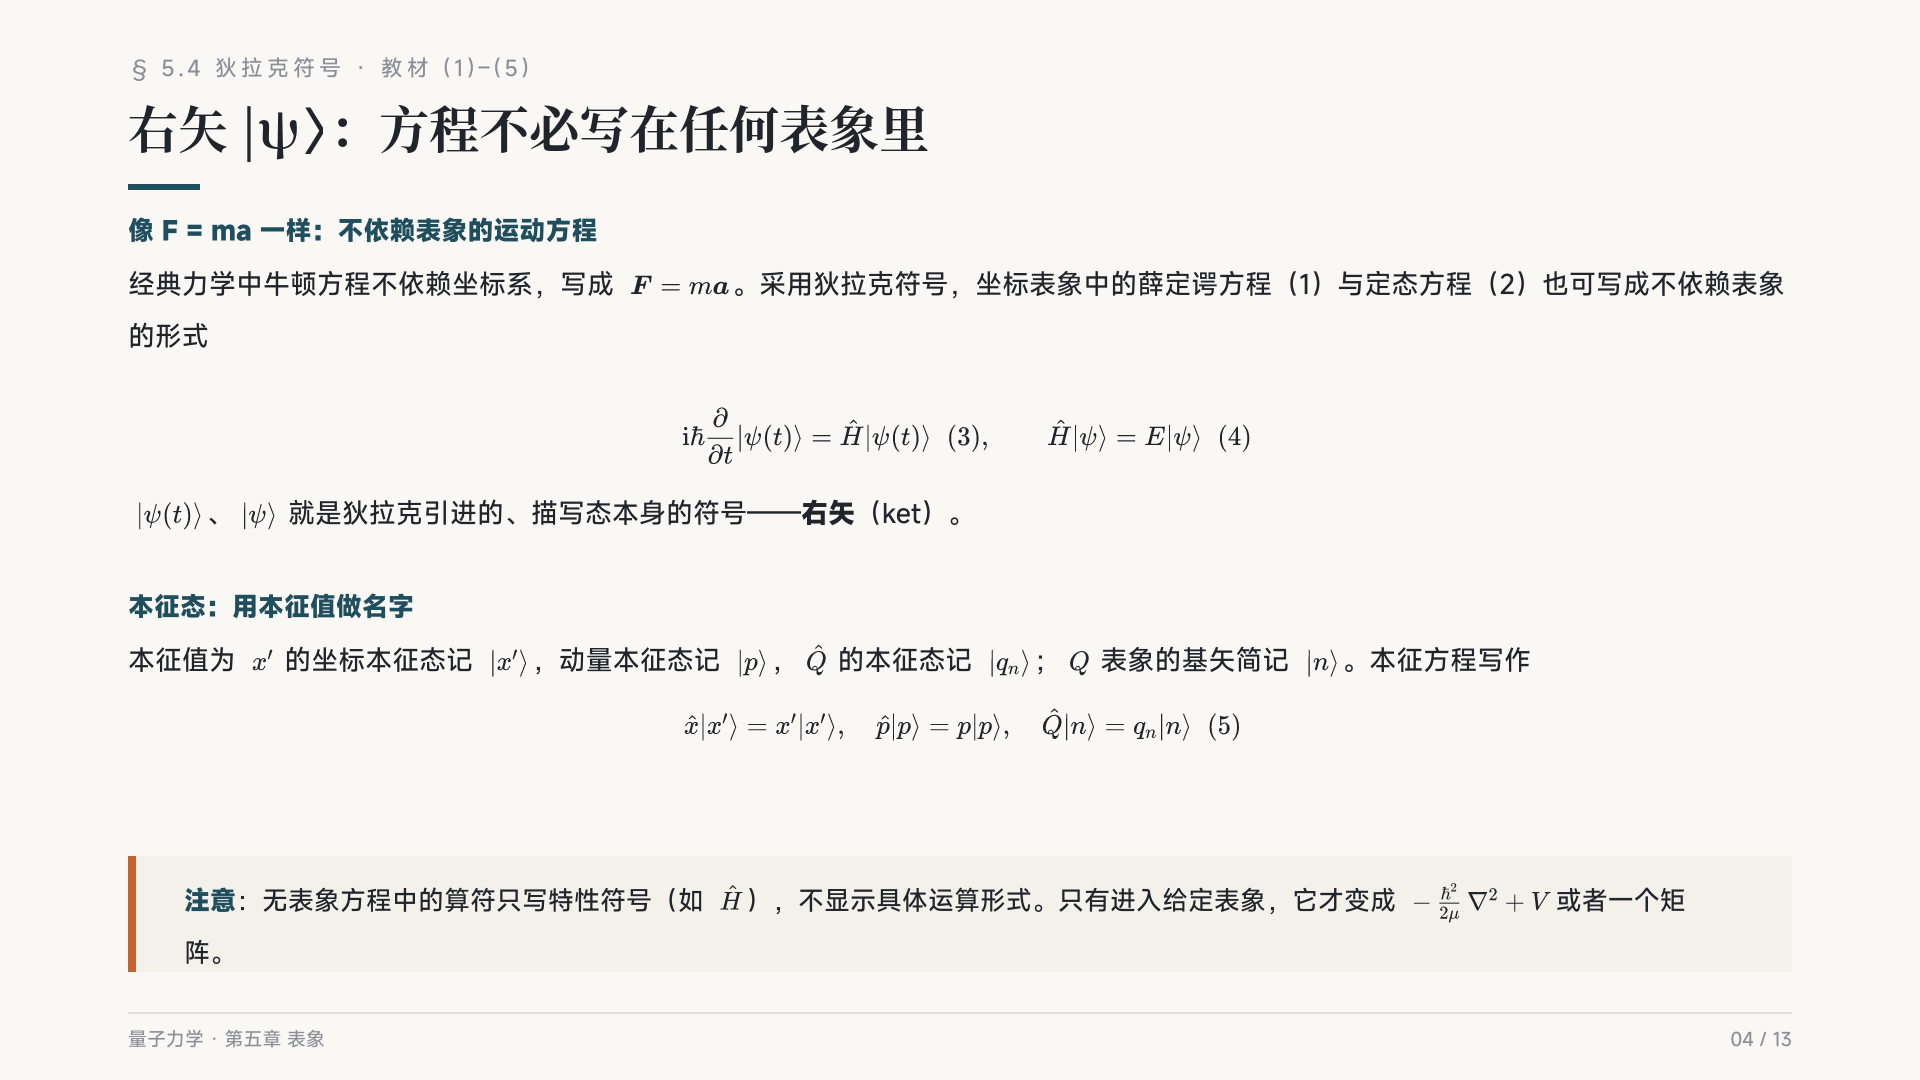 § 5.4 狄拉克符号 · 教材 (1)–(5)
右矢 |ψ⟩：方程不必写在任何表象里
像 F = ma 一样：不依赖表象的运动方程
经典力学中牛顿方程不依赖坐标系，写成 F = ma。采用狄拉克符号，坐标表象中的薛定谔方程（1）与定态方程（2）也可写成不依赖表象
的形式
iℏ ∂/∂t |ψ(t)⟩ = Ĥ|ψ(t)⟩ (3), Ĥ|ψ⟩ = E|ψ⟩ (4)
|ψ(t)⟩、|ψ⟩ 就是狄拉克引进的、描写态本身的符号——右矢（ket）。
本征态：用本征值做名字
本征值为 x′ 的坐标本征态记 |x′⟩，动量本征态记 |p⟩，Q̂ 的本征态记 |qₙ⟩；Q 表象的基矢简记 |n⟩。本征方程写作
x̂|x′⟩ = x′|x′⟩, p̂|p⟩ = p|p⟩, Q̂|n⟩ = qₙ|n⟩ (5)
注意：无表象方程中的算符只写特性符号（如 Ĥ），不显示具体运算形式。只有进入给定表象，它才变成 −ℏ²/2μ ∇² + V 或者一个矩
阵。
量子力学 · 第五章 表象
04 / 13